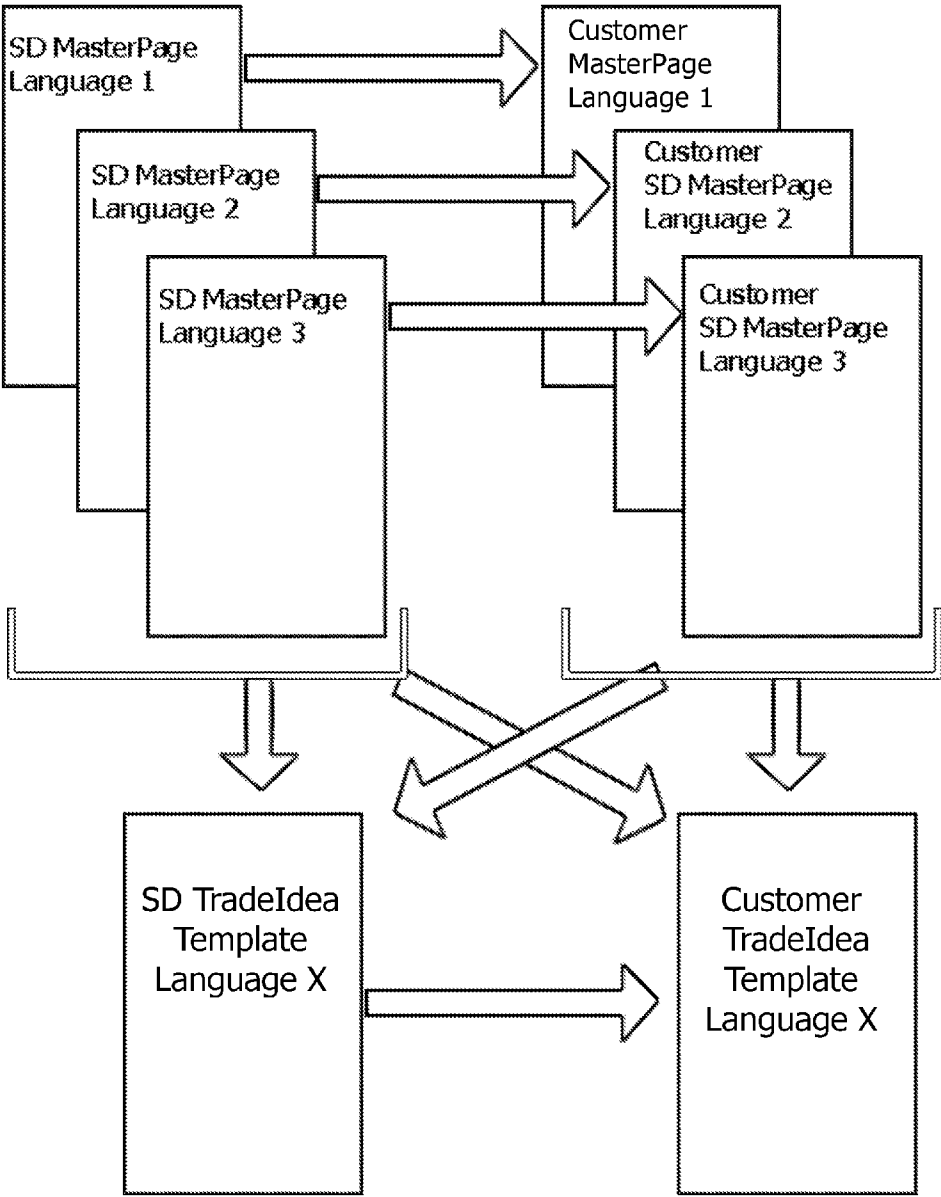 SD MasterPage
Language 1
Customer
MasterPage
Language 1
SD MasterPage
Language 2
Customer
SD MasterPage
Language 2
SD MasterPage
Language 3
Customer
SD MasterPage
Language 3
SD TradeIdea
Template
Language X
Customer
TradeIdea
Template
Language X